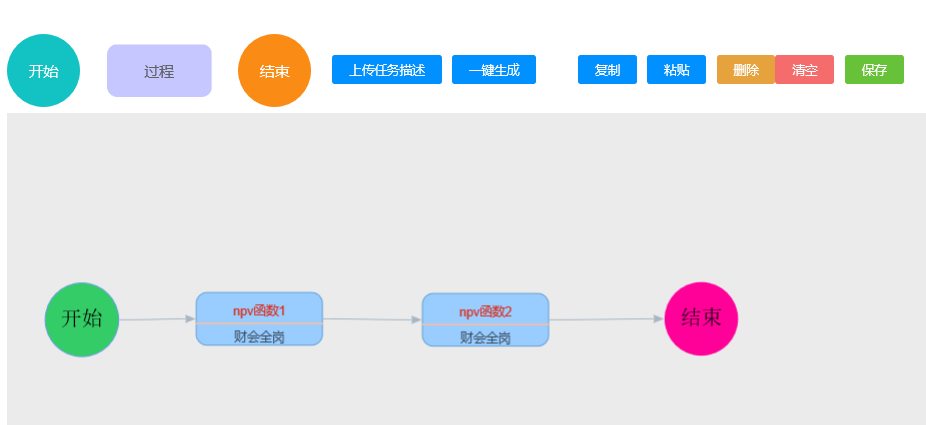 开始
过程
结束
上传任务描述
一键生成
复制
粘贴
删除
清空
保存
开始
npv函数1
财会全岗
npv函数2
财会全岗
结束